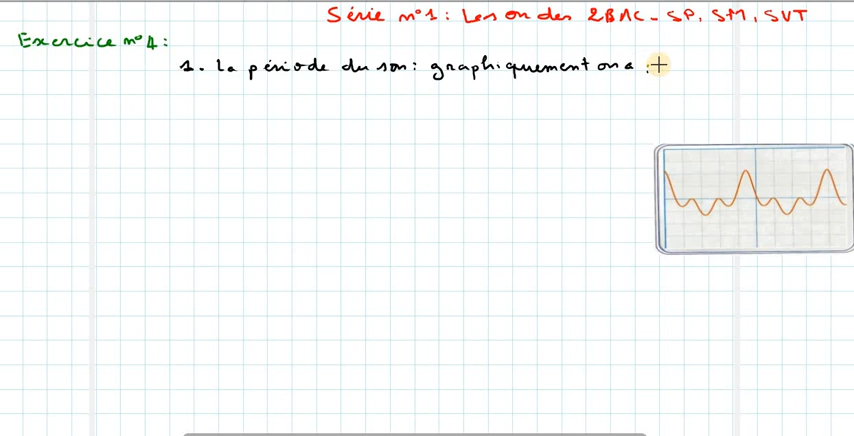 Série n°1 : Les ondes 2BAC - SP, SM, SVT
Exercice n°4 :
1. La période du son : graphiquement on a :